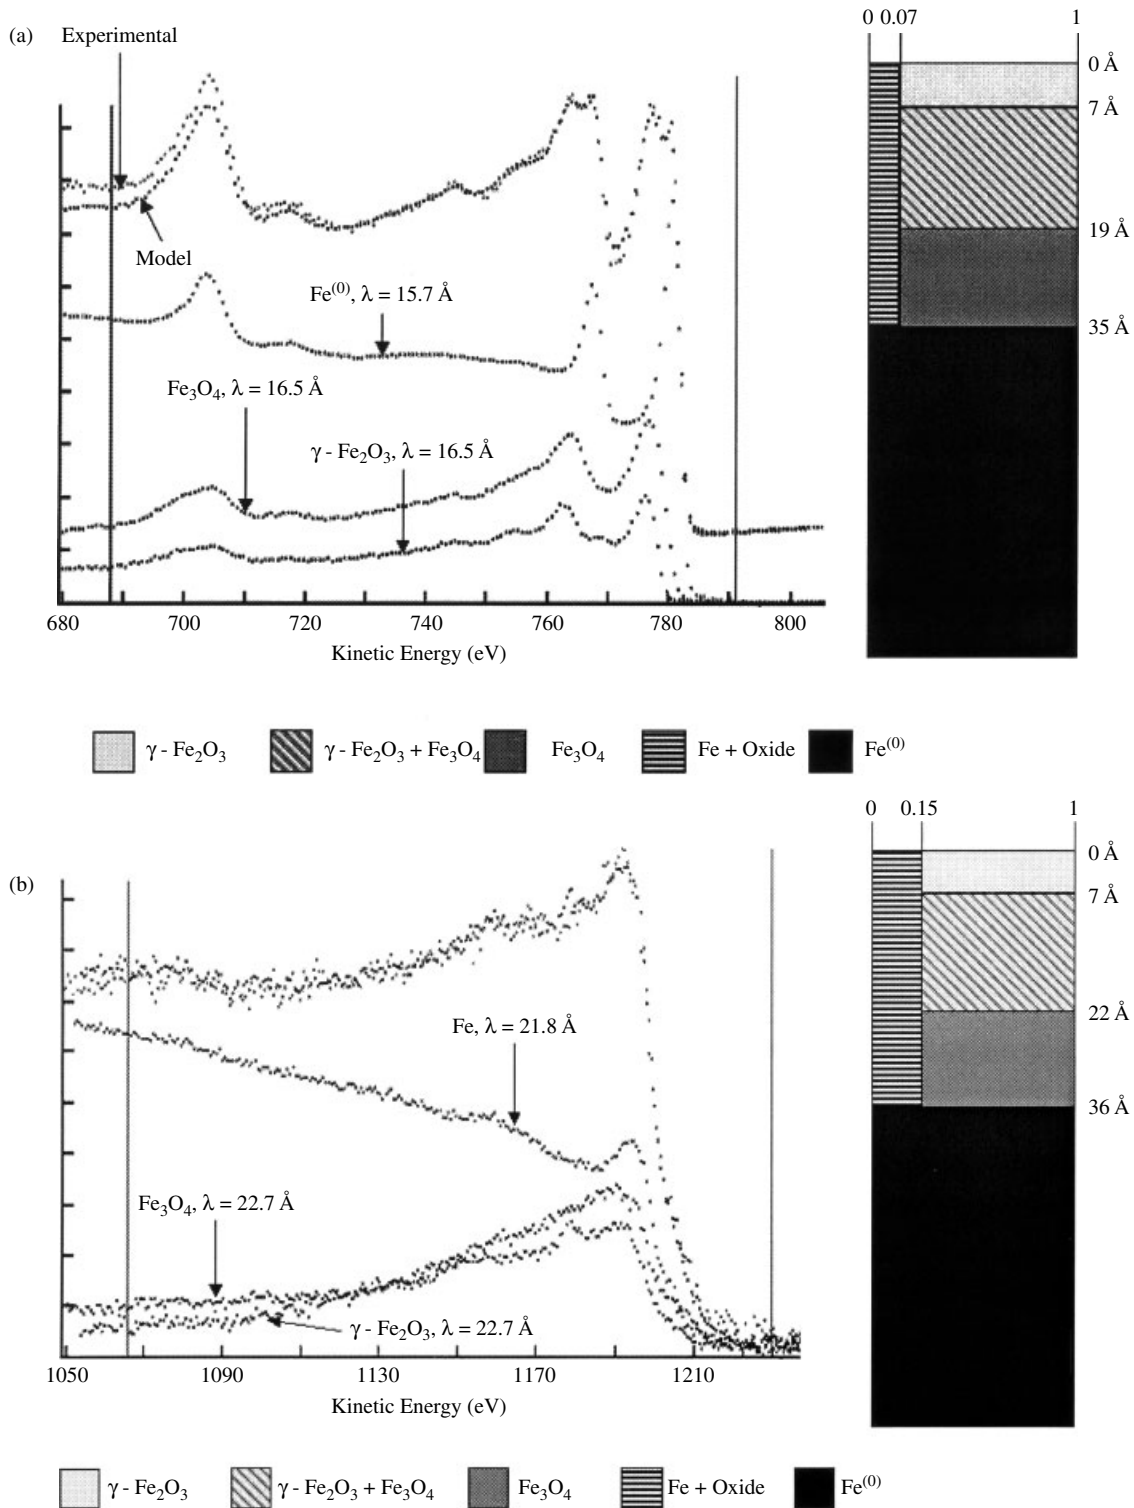 (a)
Experimental
Model
Fe(0), λ = 15.7 Å
Fe3O4, λ = 16.5 Å
γ - Fe2O3, λ = 16.5 Å
680 700 720 740 760 780 800
Kinetic Energy (eV)
0 0.07 1
0 Å
7 Å
19 Å
35 Å
γ - Fe2O3 γ - Fe2O3 + Fe3O4 Fe3O4 Fe + Oxide Fe(0)
(b)
Fe, λ = 21.8 Å
Fe3O4, λ = 22.7 Å
γ - Fe2O3, λ = 22.7 Å
1050 1090 1130 1170 1210
Kinetic Energy (eV)
0 0.15 1
0 Å
7 Å
22 Å
36 Å
γ - Fe2O3 γ - Fe2O3 + Fe3O4 Fe3O4 Fe + Oxide Fe(0)